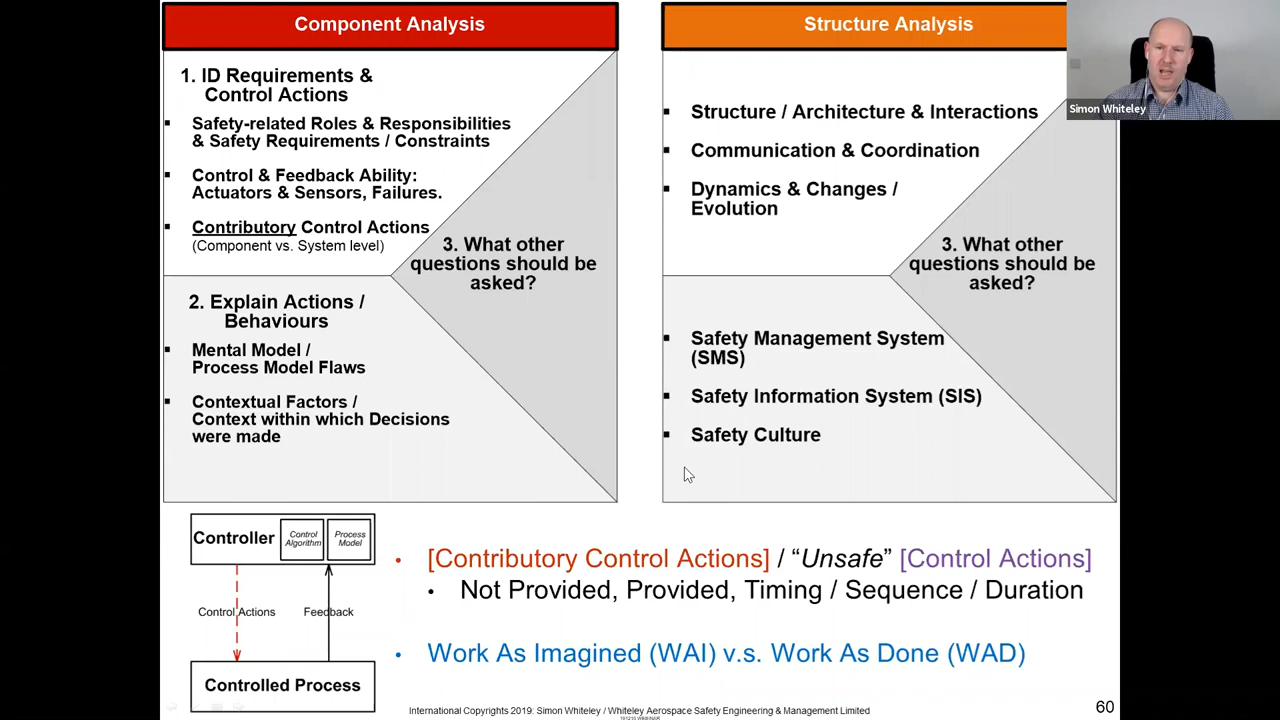 Component Analysis
1. ID Requirements &
Control Actions
Safety-related Roles & Responsibilities
& Safety Requirements / Constraints
Control & Feedback Ability:
Actuators & Sensors, Failures.
Contributory Control Actions
(Component vs. System level)
3. What other
questions should be
asked?
2. Explain Actions /
Behaviours
Mental Model /
Process Model Flaws
Contextual Factors /
Context within which Decisions
were made
Structure Analysis
Structure / Architecture & Interactions
Communication & Coordination
Dynamics & Changes /
Evolution
3. What other
questions should be
asked?
Safety Management System
(SMS)
Safety Information System (SIS)
Safety Culture
Simon Whiteley
Controller
Control
Algorithm
Process
Model
Control Actions
Feedback
Controlled Process
[Contributory Control Actions] / “Unsafe” [Control Actions]
Not Provided, Provided, Timing / Sequence / Duration
Work As Imagined (WAI) v.s. Work As Done (WAD)
International Copyrights 2019: Simon Whiteley / Whiteley Aerospace Safety Engineering & Management Limited
191210 WEBINAR
60